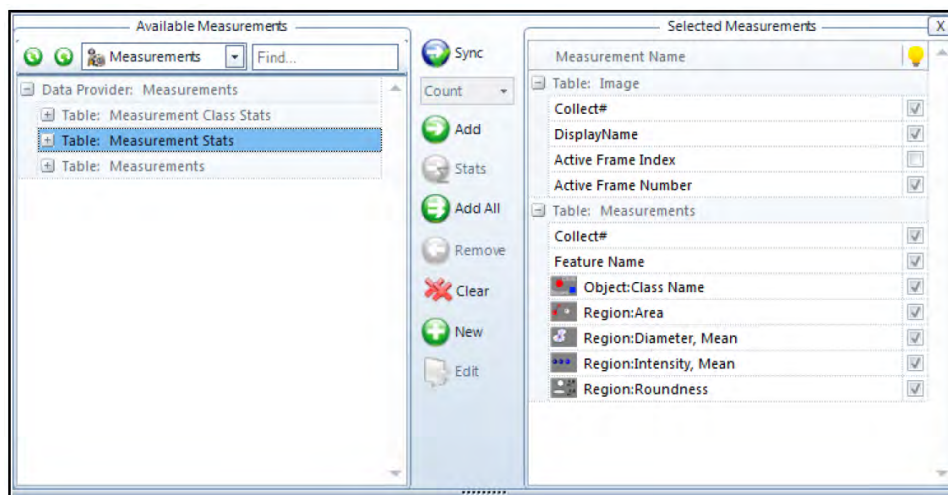 Available Measurements
Measurements
Find...
Data Provider: Measurements
Table: Measurement Class Stats
Table: Measurement Stats
Table: Measurements
Sync
Count
Add
Stats
Add All
Remove
Clear
New
Edit
Selected Measurements
X
Measurement Name
Table: Image
Collect#
DisplayName
Active Frame Index
Active Frame Number
Table: Measurements
Collect#
Feature Name
Object:Class Name
Region:Area
Region:Diameter, Mean
Region:Intensity, Mean
Region:Roundness